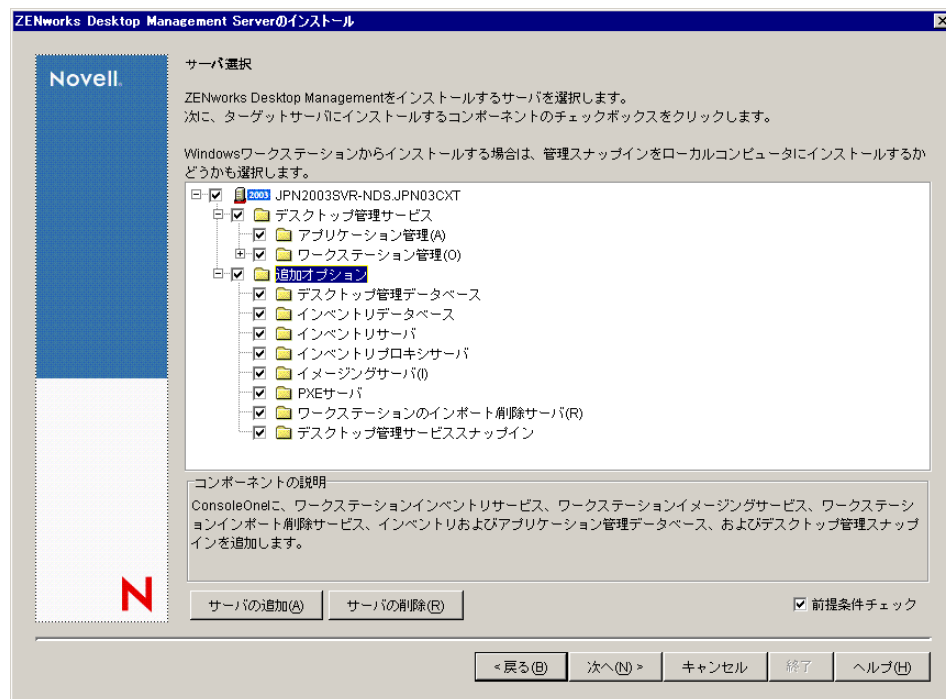 ZENworks Desktop Management Serverのインストール
Novell.
サーバ選択
ZENworks Desktop Managementをインストールするサーバを選択します。
次に、ターゲットサーバにインストールするコンポーネントのチェックボックスをクリックします。
Windowsワークステーションからインストールする場合は、管理スナップインをローカルコンピュータにインストールするか
どうかも選択します。
2003 JPN2003SVR-NDS.JPN03CXT
デスクトップ管理サービス
アプリケーション管理(A)
ワークステーション管理(O)
追加オプション
デスクトップ管理データベース
インベントリデータベース
インベントリサーバ
インベントリプロキシサーバ
イメージングサーバ(I)
PXEサーバ
ワークステーションのインポート/削除サーバ(R)
デスクトップ管理サービススナップイン
コンポーネントの説明
ConsoleOneに、ワークステーションインベントリサービス、ワークステーションイメージングサービス、ワークステーシ
ョンインポート/削除サービス、インベントリおよびアプリケーション管理データベース、およびデスクトップ管理スナップ
インを追加します。
N
サーバの追加(A) サーバの削除(R) 前提条件チェック
<戻る(B) 次へ(N)> キャンセル 終了 ヘルプ(H)